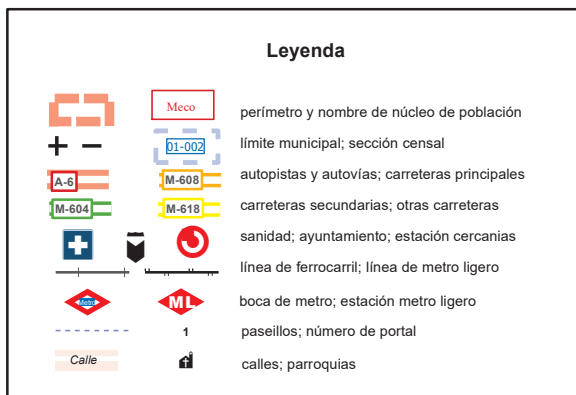 Leyenda
Meco perímetro y nombre de núcleo de población
01-002 límite municipal; sección censal
A-6 M-608 autopistas y autovías; carreteras principales
M-604 M-618 carreteras secundarias; otras carreteras
sanidad; ayuntamiento; estación cercanias
línea de ferrocarril; línea de metro ligero
Metro ML boca de metro; estación metro ligero
1 paseillos; número de portal
Calle calles; parroquias